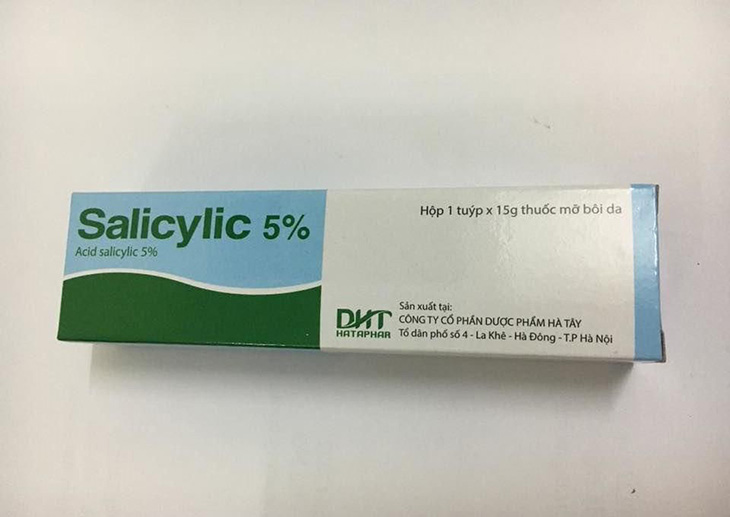 Salicylic 5%
Acid salicylic 5%
Hộp 1 tuýp x 15g thuốc mỡ bôi da
DHT
HATAPHAR
Sản xuất tại:
CÔNG TY CỔ PHẦN DƯỢC PHẨM HÀ TÂY
Tổ dân phố số 4 - La Khê - Hà Đông - T.P Hà Nội